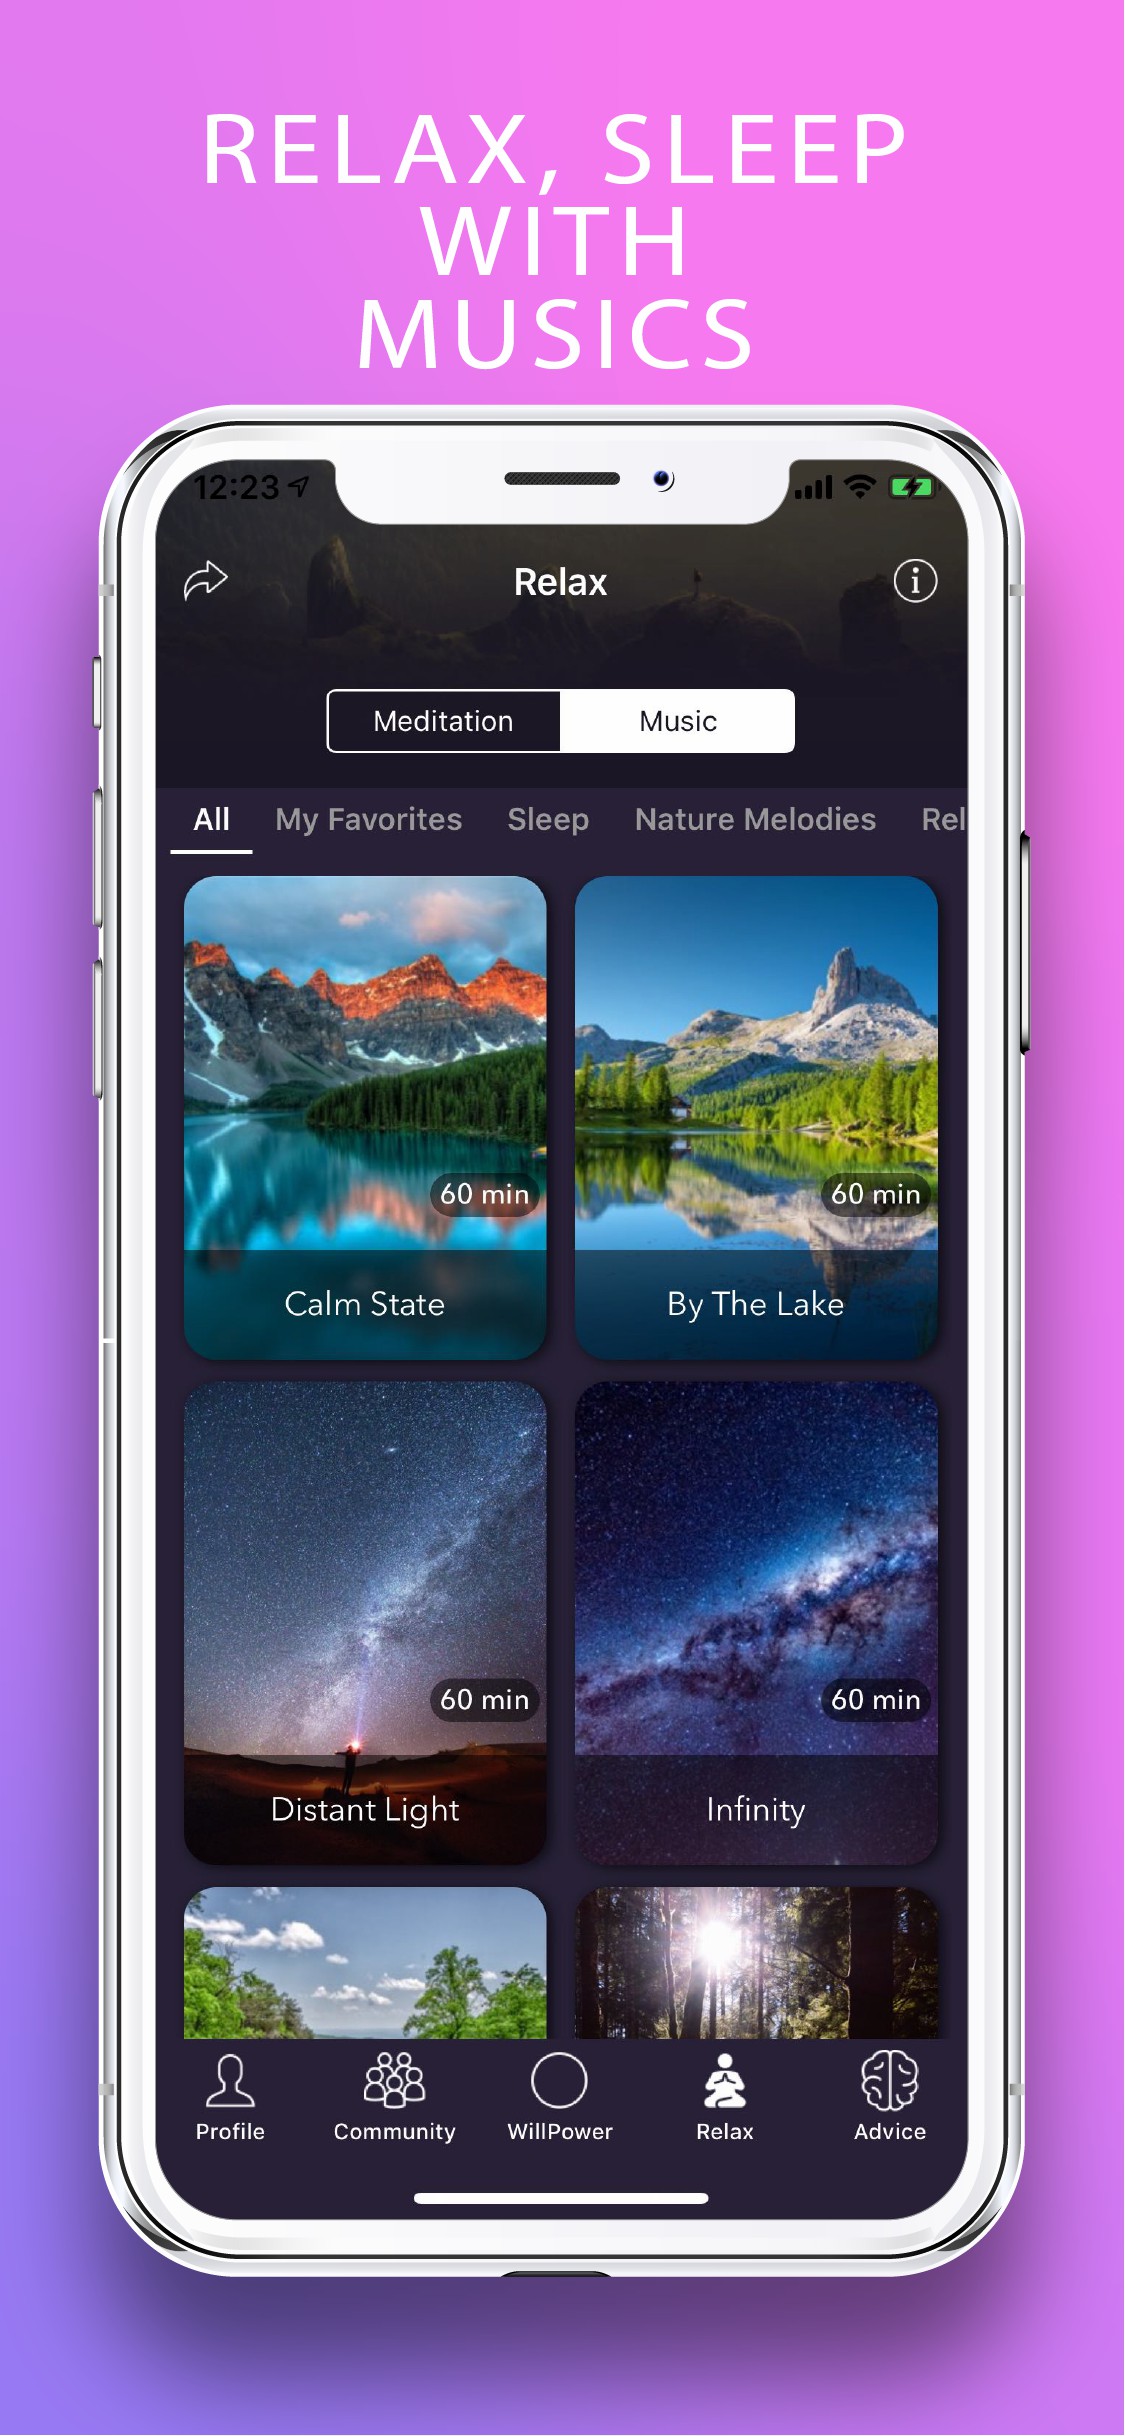 RELAX, SLEEP
WITH
MUSICS
12:23
Relax
Meditation
Music
All
My Favorites
Sleep
Nature Melodies
Rel
60 min
60 min
Calm State
By The Lake
60 min
60 min
Distant Light
Infinity
Profile
Community
WillPower
Relax
Advice